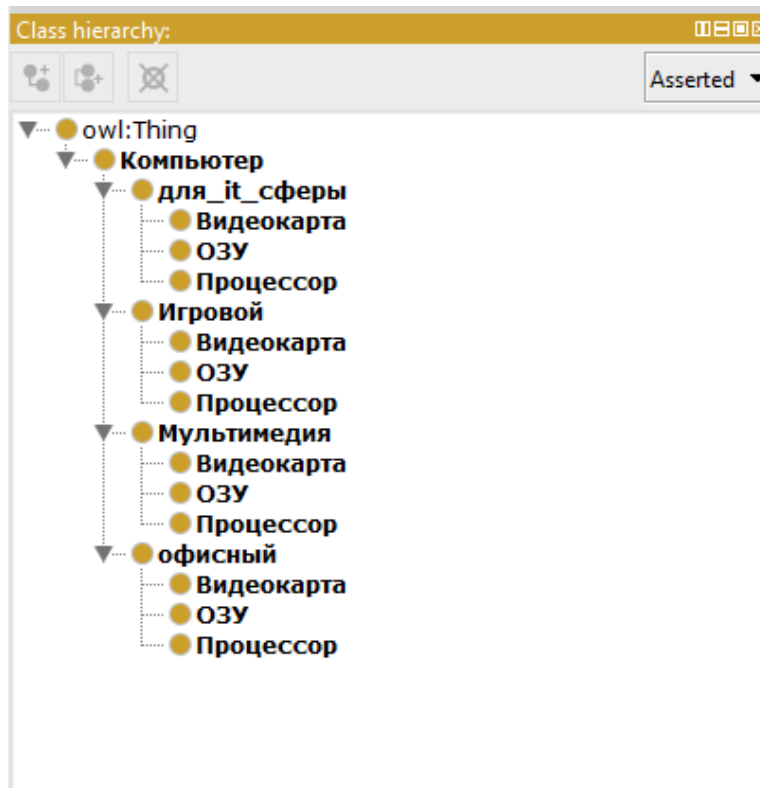 Class hierarchy:
Asserted
owl:Thing
Компьютер
для_it_сферы
Видеокарта
ОЗУ
Процессор
Игровой
Видеокарта
ОЗУ
Процессор
Мультимедия
Видеокарта
ОЗУ
Процессор
офисный
Видеокарта
ОЗУ
Процессор